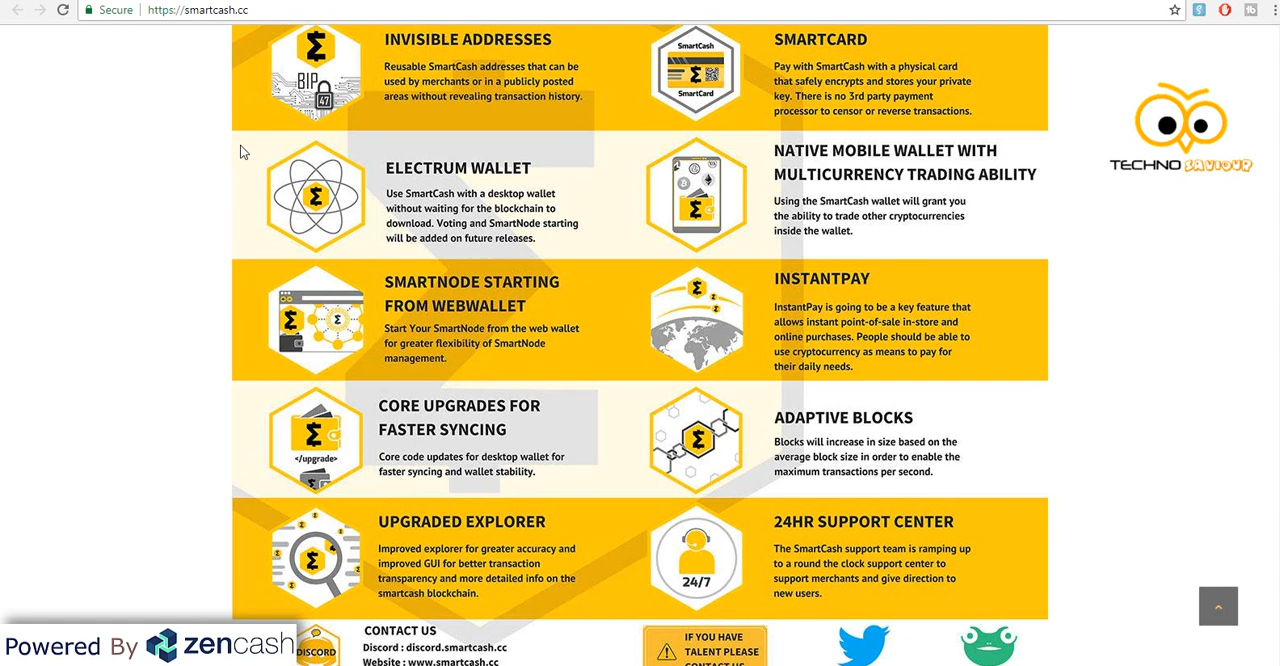 Secure
https://smartcash.cc
INVISIBLE ADDRESSES
Reusable SmartCash addresses that can be
used by merchants or in a publicly posted
areas without revealing transaction history.
BIP
47
SmartCash
SmartCard
SMARTCARD
Pay with SmartCash with a physical card
that safely encrypts and stores your private
key. There is no 3rd party payment
processor to censor or reverse transactions.
TECHNO SAVIOUR
ELECTRUM WALLET
Use SmartCash with a desktop wallet
without waiting for the blockchain to
download. Voting and SmartNode starting
will be added on future releases.
NATIVE MOBILE WALLET WITH
MULTICURRENCY TRADING ABILITY
Using the SmartCash wallet will grant you
the ability to trade other cryptocurrencies
inside the wallet.
SMARTNODE STARTING
FROM WEBWALLET
Start Your SmartNode from the web wallet
for greater flexibility of SmartNode
management.
INSTANTPAY
InstantPay is going to be a key feature that
allows instant point-of-sale in-store and
online purchases. People should be able to
use cryptocurrency as means to pay for
their daily needs.
CORE UPGRADES FOR
FASTER SYNCING
Core code updates for desktop wallet for
faster syncing and wallet stability.
</upgrade>
ADAPTIVE BLOCKS
Blocks will increase in size based on the
average block size in order to enable the
maximum transactions per second.
UPGRADED EXPLORER
Improved explorer for greater accuracy and
improved GUI for better transaction
transparency and more detailed info on the
smartcash blockchain.
24/7
24HR SUPPORT CENTER
The SmartCash support team is ramping up
to a round the clock support center to
support merchants and give direction to
new users.
Powered By zencash
DISCORD
CONTACT US
Discord : discord.smartcash.cc
Website : www.smartcash.cc
IF YOU HAVE
TALENT PLEASE
CONTACT US